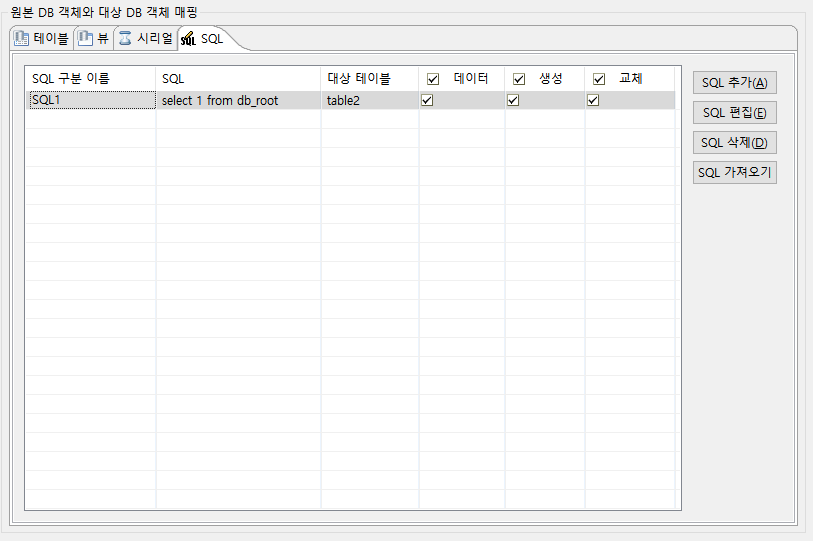 원본 DB 객체와 대상 DB 객체 매핑
테이블 뷰 시리얼 SQL
SQL 구분 이름 SQL 대상 테이블 데이터 생성 교체
SQL1 select 1 from db_root table2
SQL 추가(A)
SQL 편집(E)
SQL 삭제(D)
SQL 가져오기